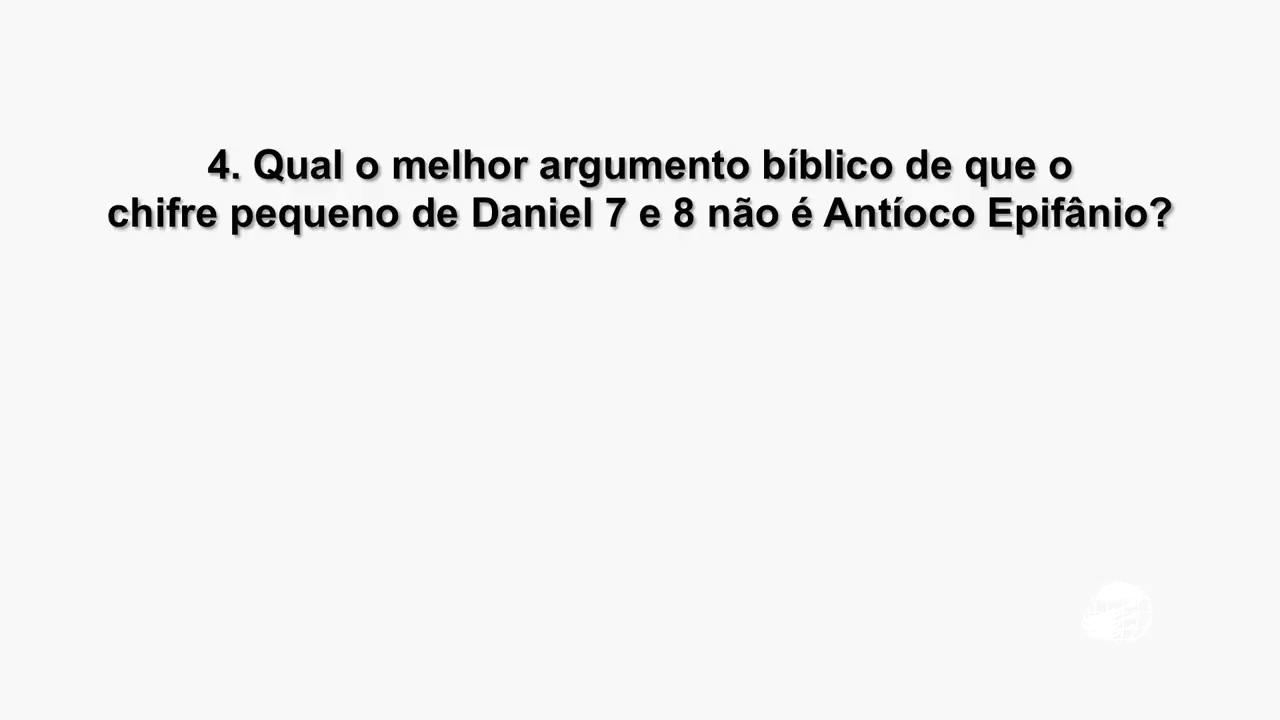 4. Qual o melhor argumento bíblico de que o
chifre pequeno de Daniel 7 e 8 não é Antíoco Epifânio?